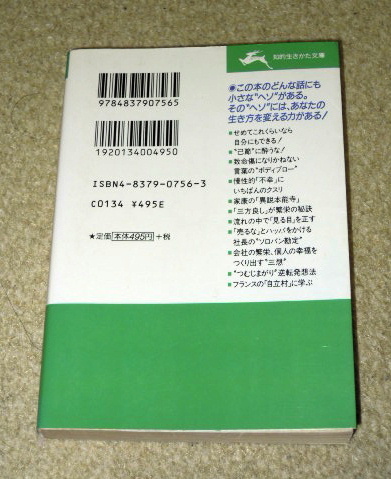 知的生きかた文庫
●この本のどんな話にも
小さな“ヘソ”がある。
その“ヘソ”には、あなたの
生き方を変える力がある!
■せめてこれくらいなら
自分にもできる!
■“己節”に酔うな!
■致命傷になりかねない
言葉の“ボディブロー”
■慢性的「不幸」に
いちばんのクスリ
■家康の「異説本能寺」
■「三方良し」が繁栄の秘訣
■流れの中で「見る目」を正す
■「売るな」とハッパをかける
社長の“ソロバン勘定”
■会社の繁栄、個人の幸福を
つくり出す“三想”
■“つむじまがり”逆転発想法
■フランスの「自立村」に学ぶ
9784837907565
1920134004950
ISBN4-8379-0756-3
C0134 ¥495E
★定価 本体495円 +税